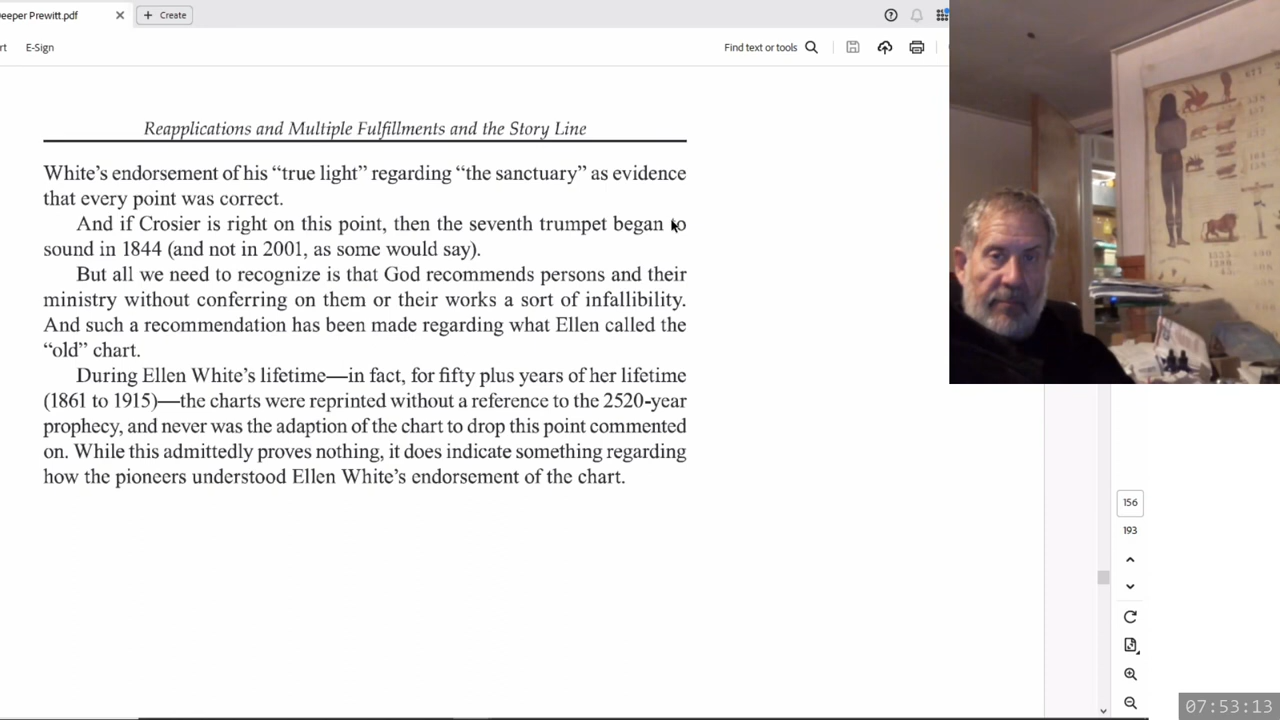 eeper Prewitt.pdf
Create
rt
E-Sign
Find text or tools
Reapplications and Multiple Fulfillments and the Story Line
White's endorsement of his “true light” regarding “the sanctuary” as evidence
that every point was correct.
And if Crosier is right on this point, then the seventh trumpet began to
sound in 1844 (and not in 2001, as some would say).
But all we need to recognize is that God recommends persons and their
ministry without conferring on them or their works a sort of infallibility.
And such a recommendation has been made regarding what Ellen called the
“old” chart.
During Ellen White's lifetime—in fact, for fifty plus years of her lifetime
(1861 to 1915)—the charts were reprinted without a reference to the 2520-year
prophecy, and never was the adaption of the chart to drop this point commented
on. While this admittedly proves nothing, it does indicate something regarding
how the pioneers understood Ellen White's endorsement of the chart.
156
193
677
538
07:53:13